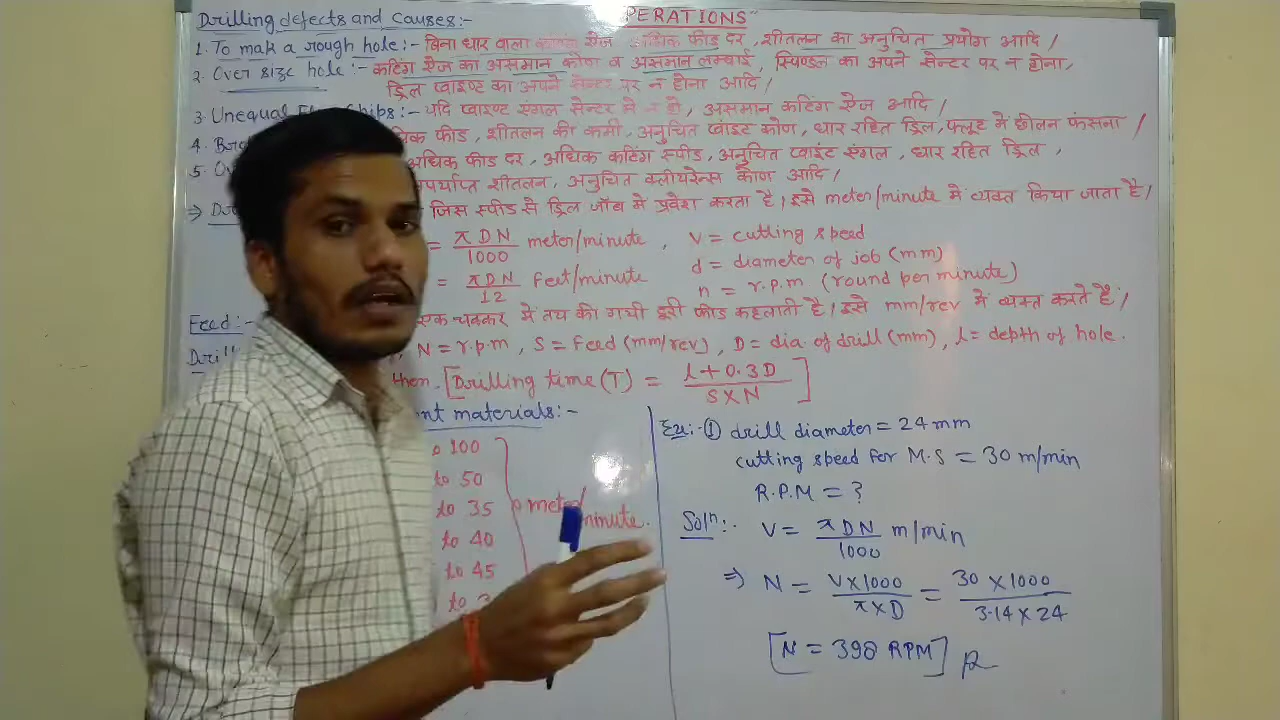 PERATIONS"
Drilling defects and causes:-
1. To mak a rough hole:- बिना धार वाला कटिंग ऐज अधिक फीड दर, शीतलन का अनुचित प्रयोग आदि/
2. Over size hole:- कटिंग ऐज का असमान कोण व असमान लम्बाई, स्पिण्डल का अपने सेन्टर पर न होना,
ड्रिल प्वाइण्ट का अपने सेन्टर पर न होना आदि/
3. Unequal Chips:- यदि प्वाइण्ट एंगल सेन्टर में न हो, असमान कटिंग ऐज आदि/
4. फीड, शीतलन की कमी, अनुचित प्वाइंट कोण, धार रहित ड्रिल, फ्लूट में छीलन फंसना/
5. अधिक फीड दर, अधिक कटिंग स्पीड, अनुचित प्वाइंट एंगल, धार रहित ड्रिल,
शीतलन, अनुचित क्लीयरेन्स कोण आदि/
⇒ जिस स्पीड से ड्रिल जॉब में प्रवेश करता है। इसे meter/minute में व्यक्त किया जाता है/
= πDN/1000 meter/minute, V = cutting speed
d = diameter of job (mm)
= πDN/12 Feet/minute
n = r.p.m (round per minute)
Feed:- एक चक्कर में तय की गयी दूरी फीड कहलाती है। इसे mm/rev में व्यक्त करते हैं/
Drill N = r.p.m, S = Feed (mm/rev), D = dia. of drill (mm), l = depth of hole.
then, [Drilling time (T) = l + 0.3D / S X N]
nt materials:-
o 100
to 50
to 35
to 40
to 45
to 3
meter/minute.
Ex:-① drill diameter = 24 mm
cutting speed for M.S = 30 m/min
R.P.M = ?
Solⁿ:- V = πDN/1000 m/min
⇒ N = V X 1000 / π X D = 30 X 1000 / 3.14 X 24
[N = 398 RPM]